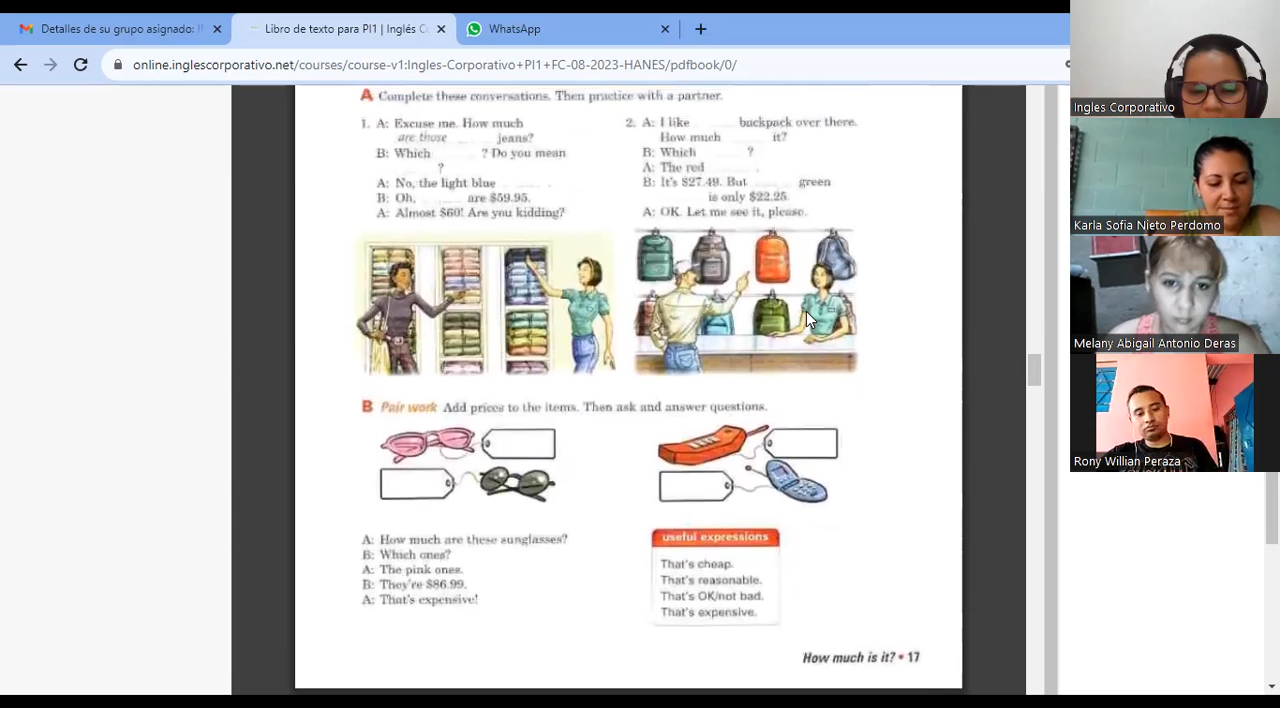 Detalles de su grupo asignado: I
Libro de texto para PI1 | Inglés C
WhatsApp
online.inglescorporativo.net/courses/course-v1:Ingles-Corporativo+PI1+FC-08-2023-HANES/pdfbook/0/
A Complete these conversations. Then practice with a partner.
1. A: Excuse me. How much
are those jeans?
B: Which ? Do you mean
?
A: No, the light blue .
B: Oh, are $59.95.
A: Almost $60! Are you kidding?
2. A: I like backpack over there.
How much it?
B: Which ?
A: The red .
B: It's $27.49. But green
is only $22.25.
A: OK. Let me see it, please.
B Pair work Add prices to the items. Then ask and answer questions.
A: How much are these sunglasses?
B: Which ones?
A: The pink ones.
B: They're $86.99.
A: That's expensive!
useful expressions
That's cheap.
That's reasonable.
That's OK/not bad.
That's expensive.
How much is it? • 17
Ingles Corporativo
Karla Sofia Nieto Perdomo
Melany Abigail Antonio Deras
Rony Willian Peraza